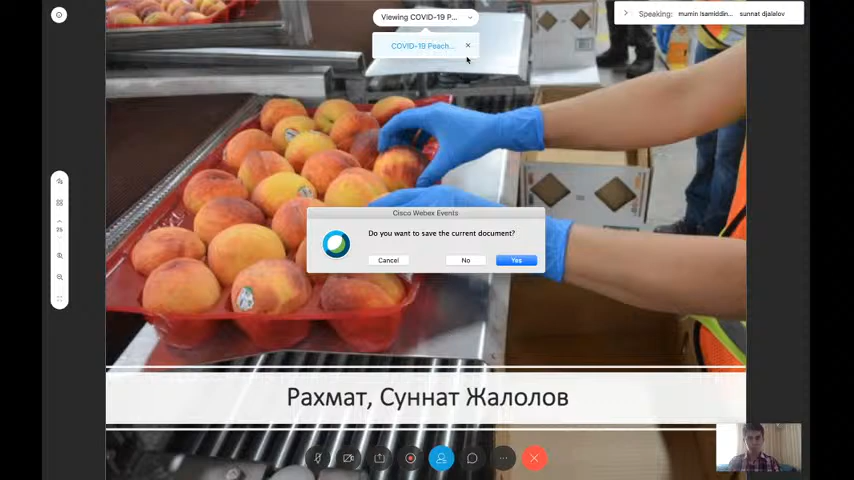 Viewing COVID-19 P...
Speaking: mumin Isamiddin... sunnat djalalov
COVID-19 Peach...
Cisco Webex Events
Do you want to save the current document?
Cancel No Yes
25
Рахмат, Суннат Жалолов